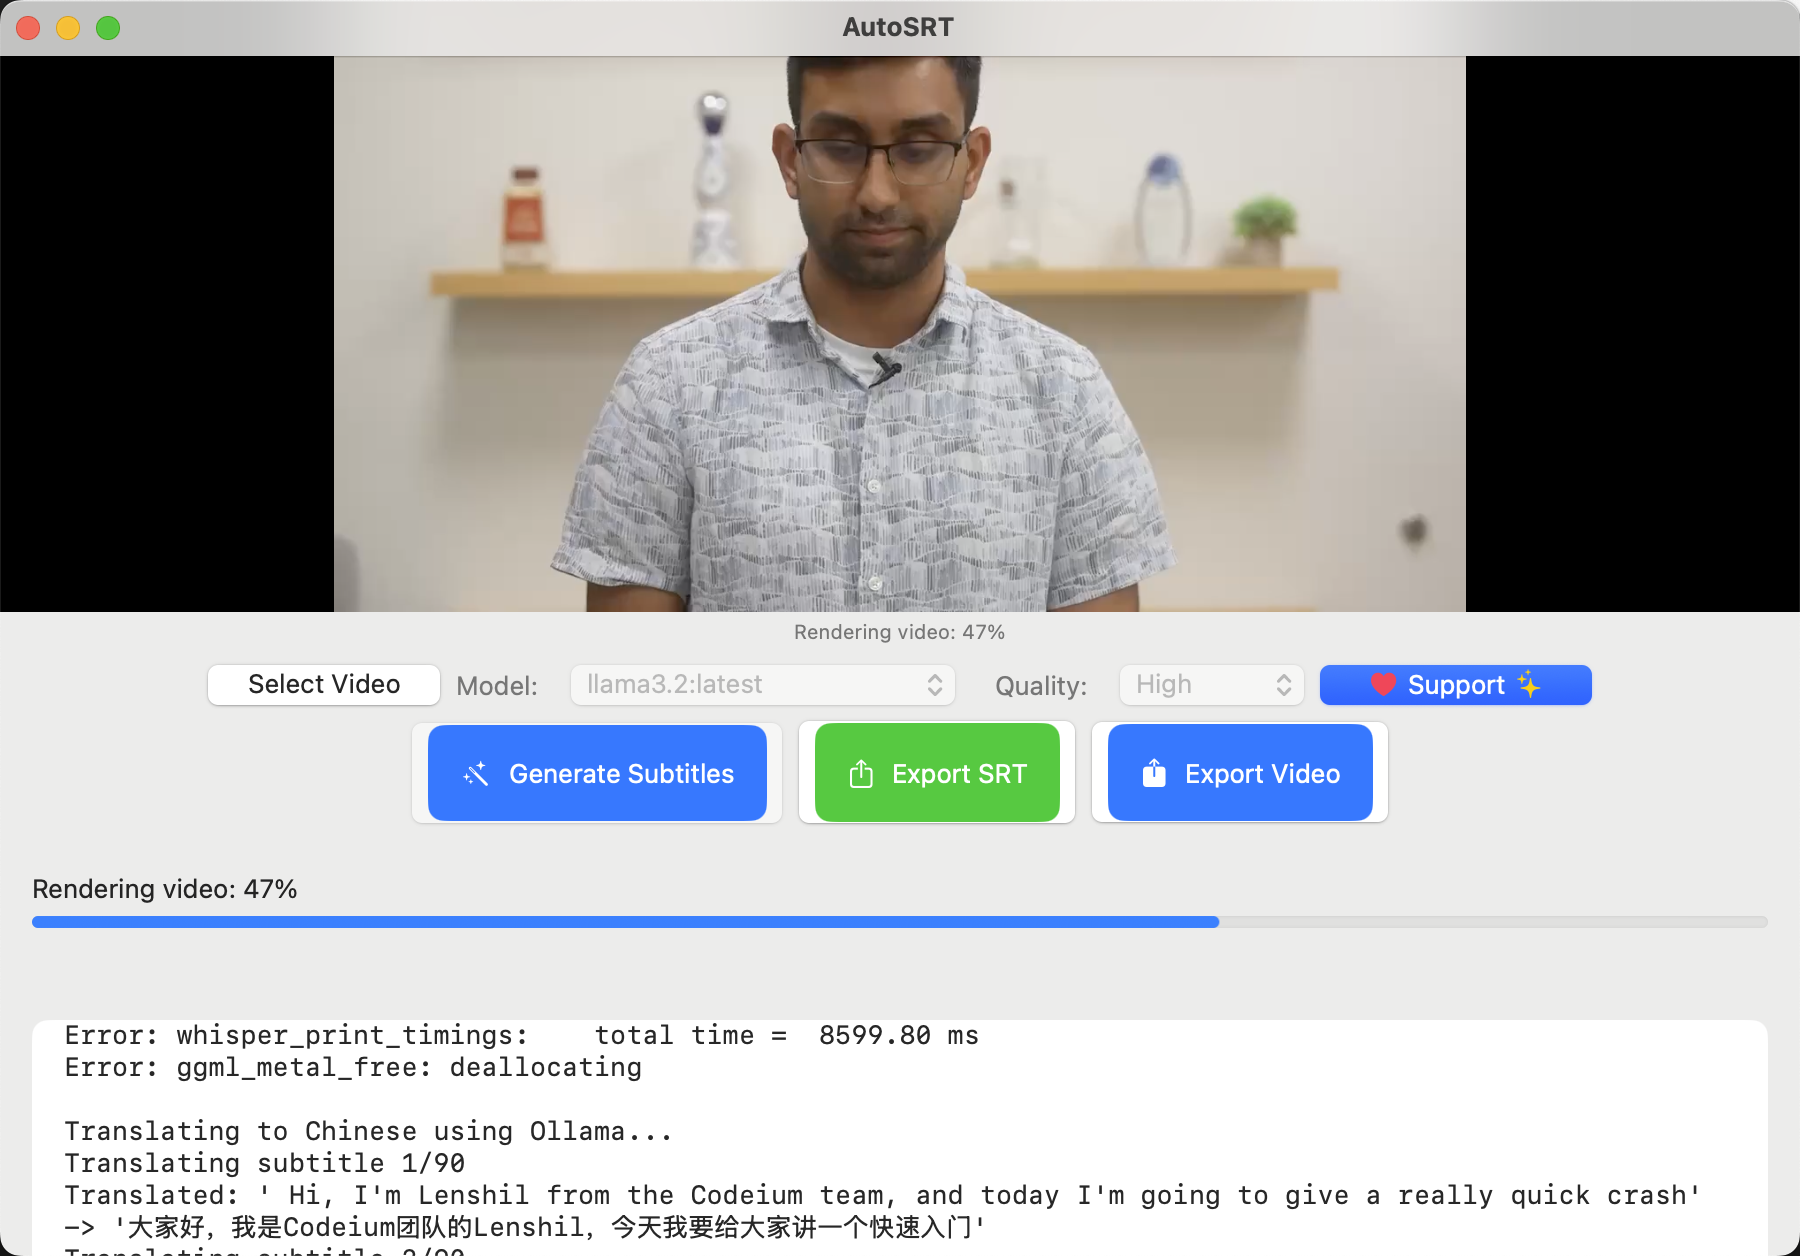 AutoSRT
Rendering video: 47%
Select Video Model: llama3.2:latest Quality: High ❤️ Support ✨
Generate Subtitles Export SRT Export Video
Rendering video: 47%
Error: whisper_print_timings:    total time =  8599.80 ms
Error: ggml_metal_free: deallocating
Translating to Chinese using Ollama...
Translating subtitle 1/90
Translated: ' Hi, I'm Lenshil from the Codeium team, and today I'm going to give a really quick crash'
—> '大家好，我是Codeium团队的Lenshil，今天我要给大家讲一个快速入门'
Translating subtitle 2/90